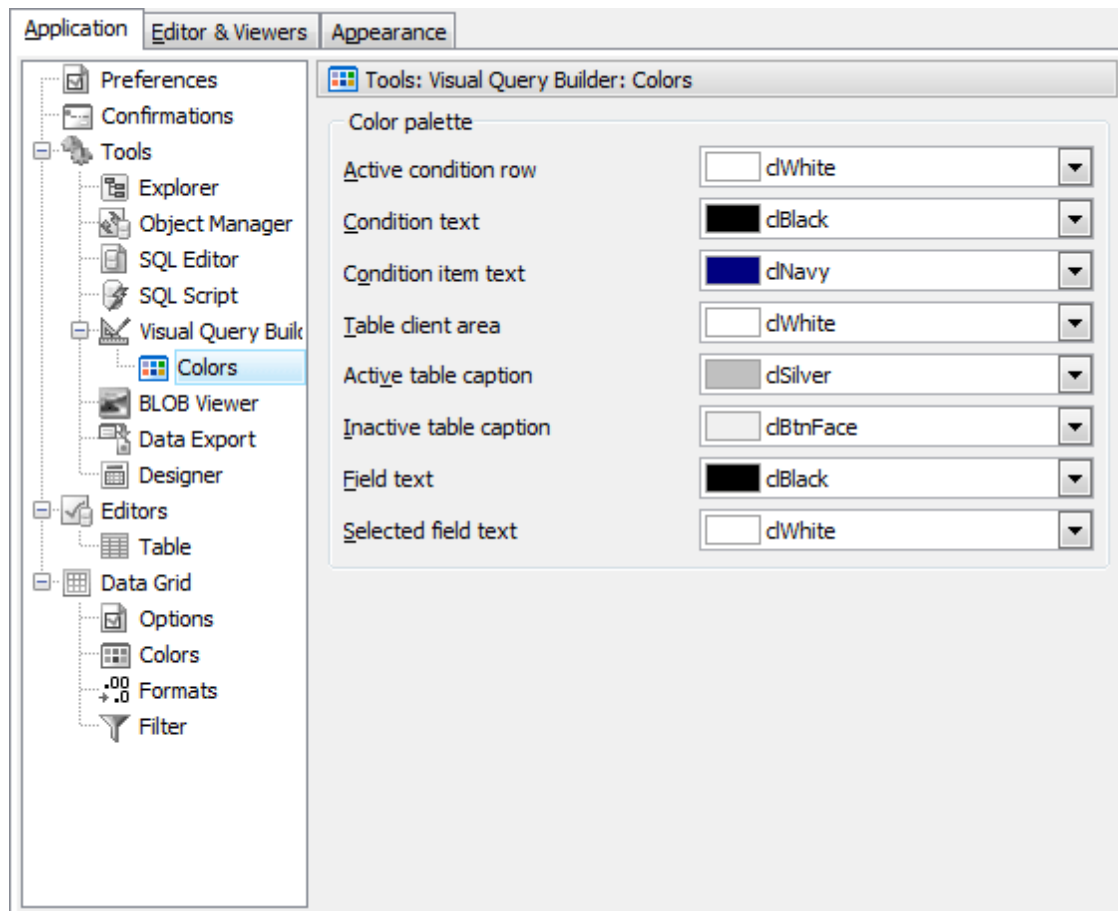 Application Editor & Viewers Appearance
Preferences
Confirmations
Tools
Explorer
Object Manager
SQL Editor
SQL Script
Visual Query Build
Colors
BLOB Viewer
Data Export
Designer
Editors
Table
Data Grid
Options
Colors
Formats
Filter
Tools: Visual Query Builder: Colors
Color palette
Active condition row clWhite
Condition text clBlack
Condition item text clNavy
Table client area clWhite
Active table caption clSilver
Inactive table caption clBtnFace
Field text clBlack
Selected field text clWhite